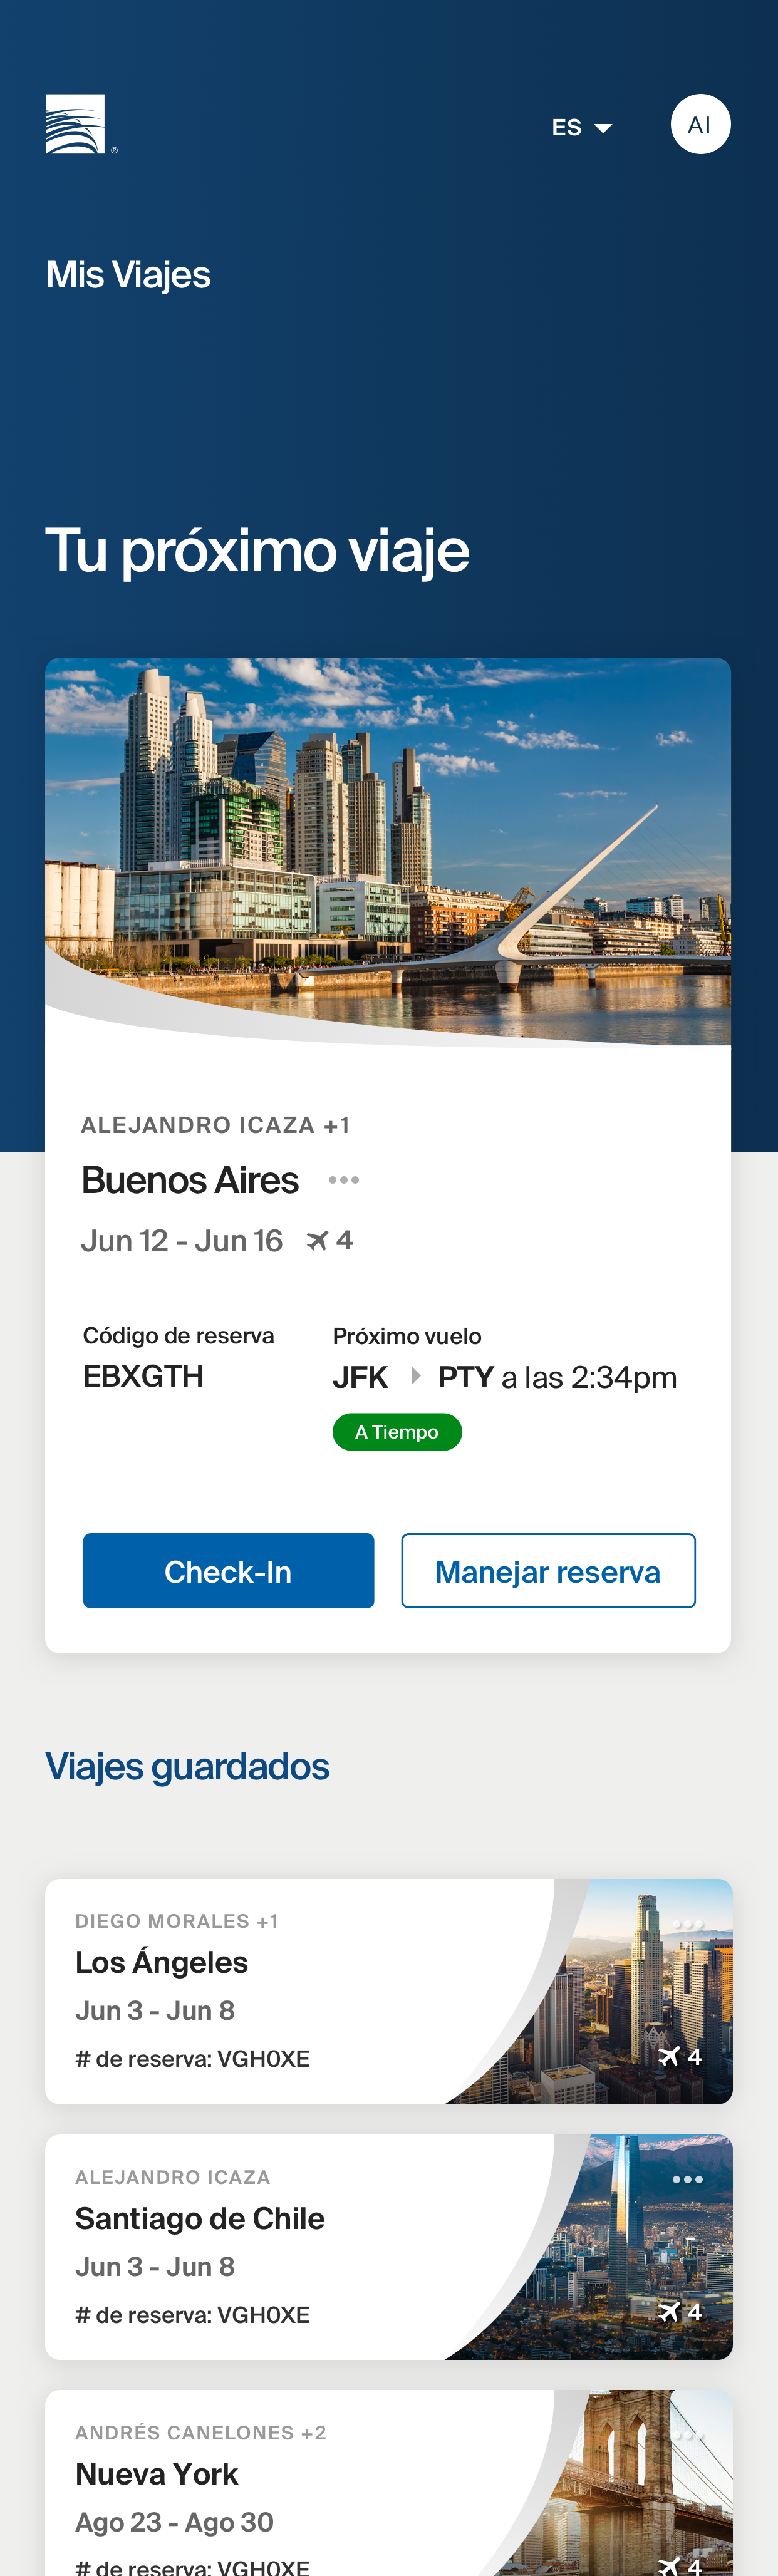 ®
ES
AI
Mis Viajes
Tu próximo viaje
ALEJANDRO ICAZA +1
Buenos Aires
Jun 12 - Jun 16 4
Código de reserva
EBXGTH
Próximo vuelo
JFK PTY a las 2:34pm
A Tiempo
Check-In
Manejar reserva
Viajes guardados
DIEGO MORALES +1
Los Ángeles
Jun 3 - Jun 8
# de reserva: VGH0XE
4
ALEJANDRO ICAZA
Santiago de Chile
Jun 3 - Jun 8
# de reserva: VGH0XE
4
ANDRÉS CANELONES +2
Nueva York
Ago 23 - Ago 30
# de reserva: VGH0XE
4